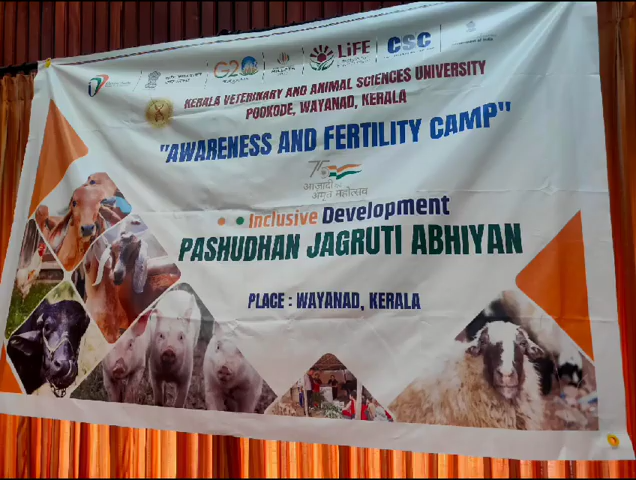 G20
LiFE
CSC
KERALA VETERINARY AND ANIMAL SCIENCES UNIVERSITY
POOKODE, WAYANAD, KERALA
"AWARENESS AND FERTILITY CAMP"
75
आज़ादी का
अमृत महोत्सव
Inclusive Development
PASHUDHAN JAGRUTI ABHIYAN
PLACE : WAYANAD, KERALA